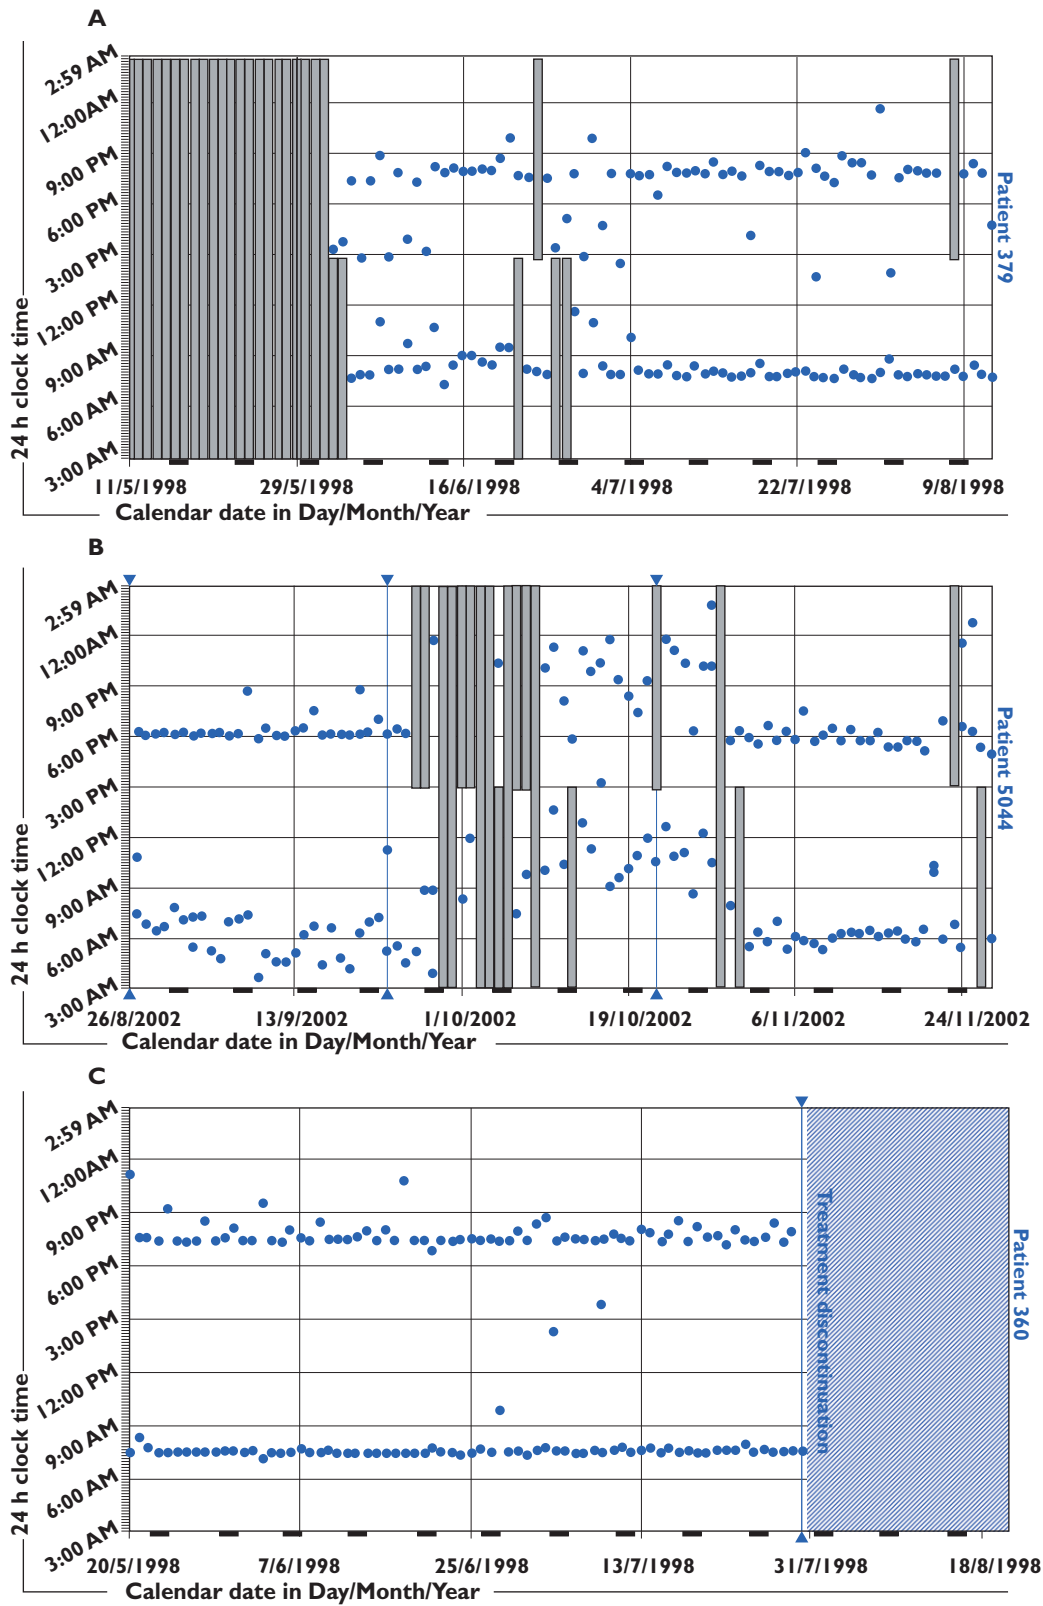 A
2:59 AM
12:00AM
9:00 PM
6:00 PM
3:00 PM
12:00 PM
9:00 AM
6:00 AM
3:00 AM
24 h clock time
Patient 379
11/5/1998 29/5/1998 16/6/1998 4/7/1998 22/7/1998 9/8/1998
Calendar date in Day/Month/Year
B
2:59 AM
12:00AM
9:00 PM
6:00 PM
3:00 PM
12:00 PM
9:00 AM
6:00 AM
3:00 AM
24 h clock time
Patient 5044
26/8/2002 13/9/2002 1/10/2002 19/10/2002 6/11/2002 24/11/2002
Calendar date in Day/Month/Year
C
2:59 AM
12:00AM
9:00 PM
6:00 PM
3:00 PM
12:00 PM
9:00 AM
6:00 AM
3:00 AM
24 h clock time
Treatment discontinuation
Patient 360
20/5/1998 7/6/1998 25/6/1998 13/7/1998 31/7/1998 18/8/1998
Calendar date in Day/Month/Year